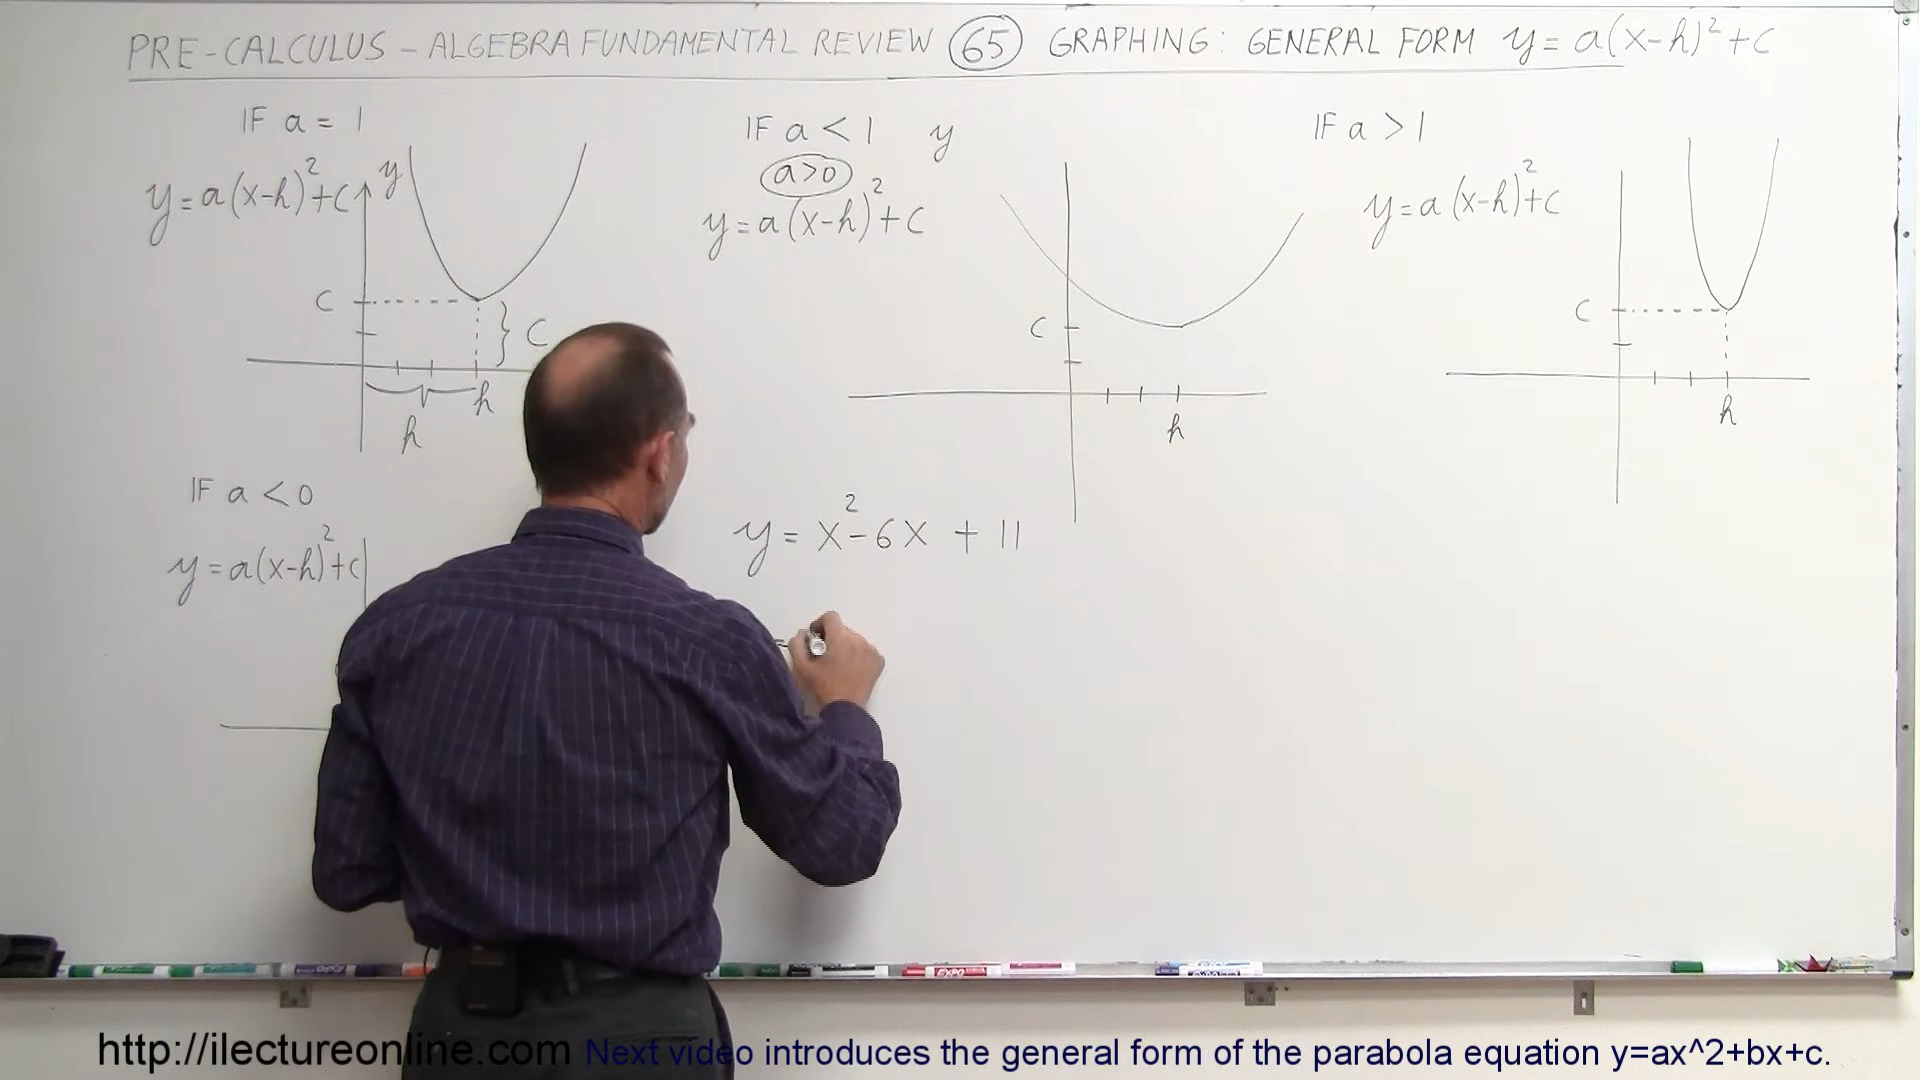 PRE-CALCULUS - ALGEBRA FUNDAMENTAL REVIEW 65 GRAPHING: GENERAL FORM y = a(x-h)² + c
IF a = 1
y = a(x-h)² + c
y
c
c
h
h
IF a < 1
y
a>0
y = a(x-h)² + c
c
h
IF a > 1
y = a(x-h)² + c
c
h
IF a < 0
y = a(x-h)² + c
y = x² - 6x + 11
=
EXPO
http://ilectureonline.com Next video introduces the general form of the parabola equation y=ax^2+bx+c.